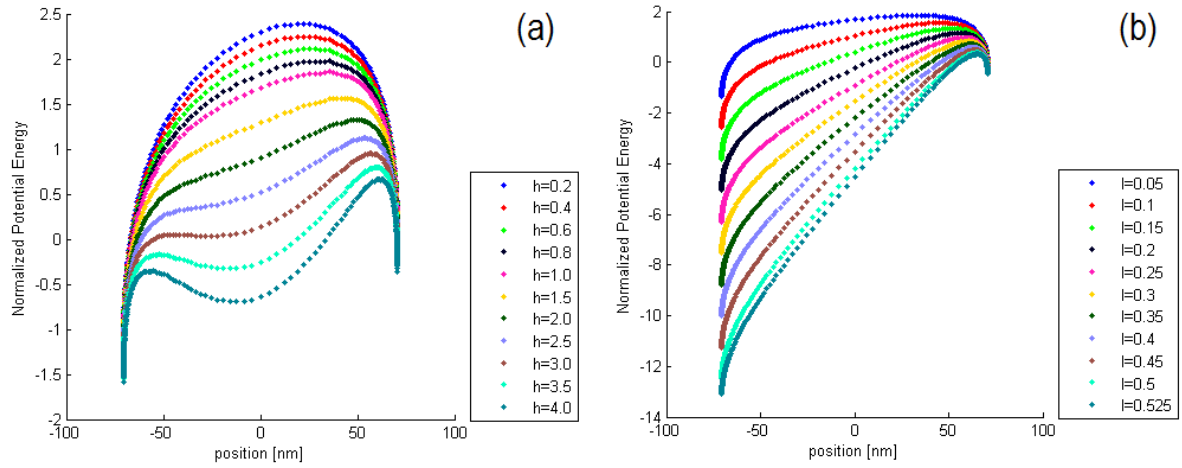 (a)
Normalized Potential Energy
2.5
2
1.5
1
0.5
0
-0.5
-1
-1.5
-2
-100
-50
0
50
100
position [nm]
h=0.2
h=0.4
h=0.6
h=0.8
h=1.0
h=1.5
h=2.0
h=2.5
h=3.0
h=3.5
h=4.0
(b)
Normalized Potential Energy
2
0
-2
-4
-6
-8
-10
-12
-14
-100
-50
0
50
100
position [nm]
I=0.05
I=0.1
I=0.15
I=0.2
I=0.25
I=0.3
I=0.35
I=0.4
I=0.45
I=0.5
I=0.525